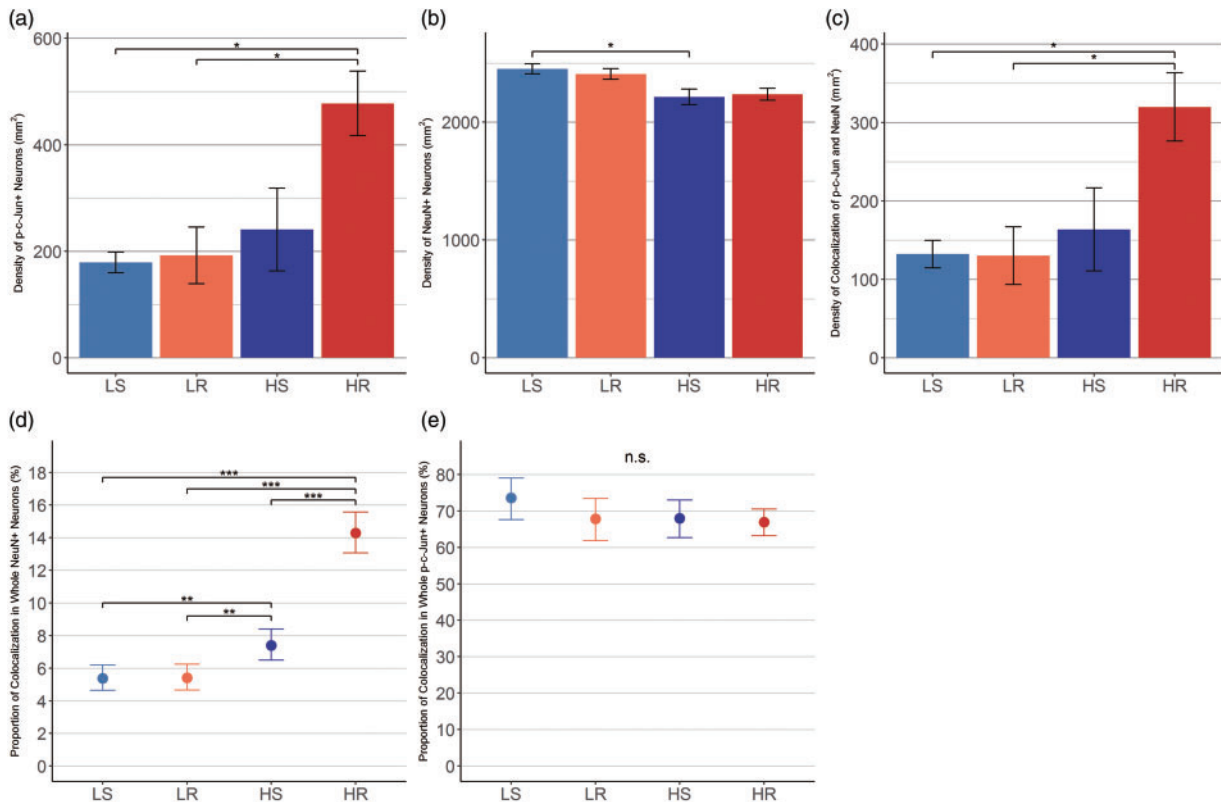 (a)
Density of p-c-Jun+ Neurons (mm²)
600
400
200
0
*
*
LS LR HS HR
(b)
Density of NeuN+ Neurons (mm²)
2000
1000
0
*
LS LR HS HR
(c)
Density of Colocalization of p-c-Jun and NeuN (mm²)
400
300
200
100
0
*
*
LS LR HS HR
(d)
Proportion of Colocalization in Whole NeuN+ Neurons (%)
18
16
14
12
10
8
6
4
2
0
***
***
***
**
**
LS LR HS HR
(e)
Proportion of Colocalization in Whole p-c-Jun+ Neurons (%)
80
70
60
50
40
30
20
10
0
n.s.
LS LR HS HR